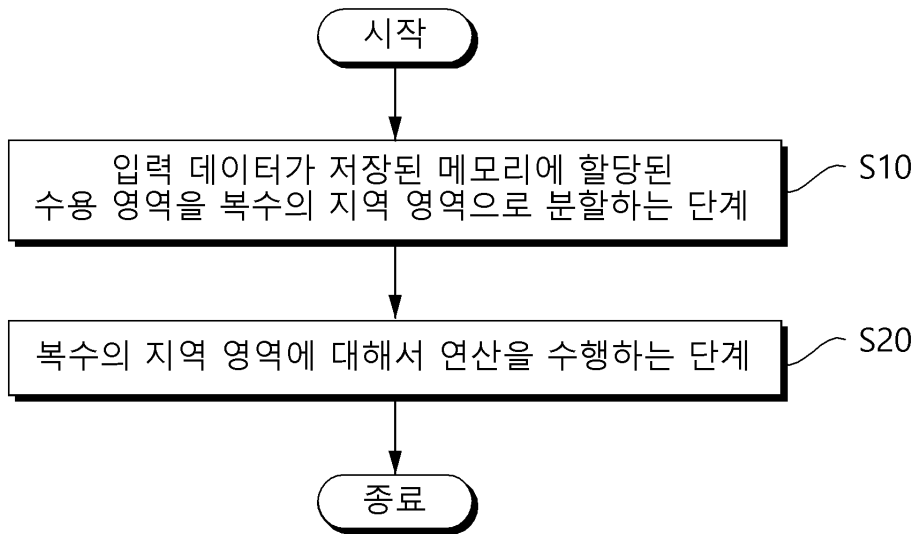 시작
입력 데이터가 저장된 메모리에 할당된
수용 영역을 복수의 지역 영역으로 분할하는 단계
S10
복수의 지역 영역에 대해서 연산을 수행하는 단계
S20
종료